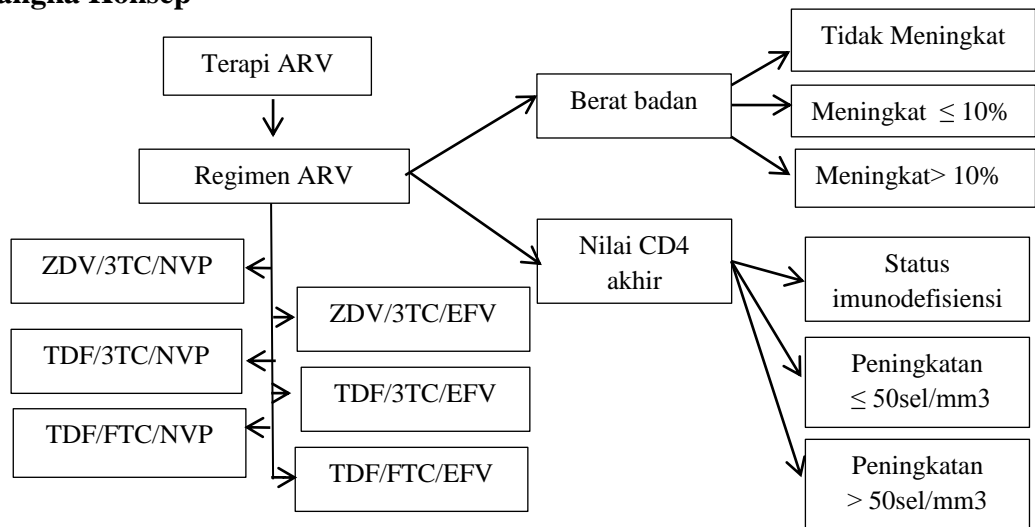 Konsep
Terapi ARV
Regimen ARV
ZDV/3TC/NVP
TDF/3TC/NVP
TDF/FTC/NVP
ZDV/3TC/EFV
TDF/3TC/EFV
TDF/FTC/EFV
Berat badan
Tidak Meningkat
Meningkat ≤ 10%
Meningkat> 10%
Nilai CD4
akhir
Status
imunodefisiensi
Peningkatan
≤ 50sel/mm3
Peningkatan
> 50sel/mm3